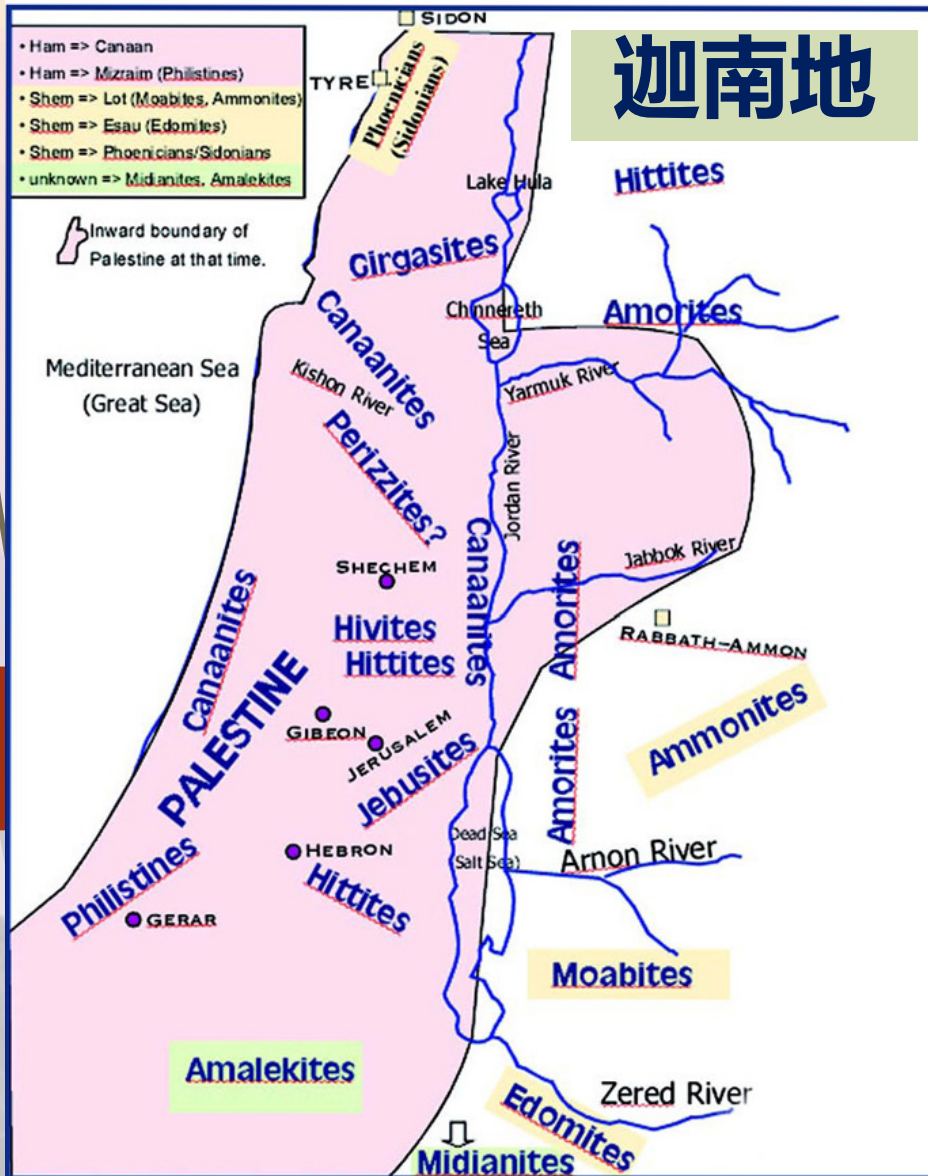 SIDON
• Ham => Canaan
• Ham => Mizraim (Philistines)
• Shem => Lot (Moabites, Ammonites)
• Shem => Esau (Edomites)
• Shem => Phoenicians/Sidonians
• unknown => Midianites, Amalekites
迦南地
TYRE
Phoenicians
(Sidonians)
Lake Hula
Hittites
Inward boundary of
Palestine at that time.
Girgasites
Chinnereth
Sea
Amorites
Canaanites
Mediterranean Sea
(Great Sea)
Kishon River
Yarmuk River
Perizzites?
Jordan River
Canaanites
SHECHEM
Jabbok River
Amorites
Canaanites
Hivites
Hittites
RABBATH-AMMON
PALESTINE
GIBEON
JERUSALEM
Jebusites
Amorites
Ammonites
Dead Sea
(Salt Sea)
Arnon River
HEBRON
Hittites
Philistines
GERAR
Moabites
Amalekites
Zered River
Edomites
Midianites